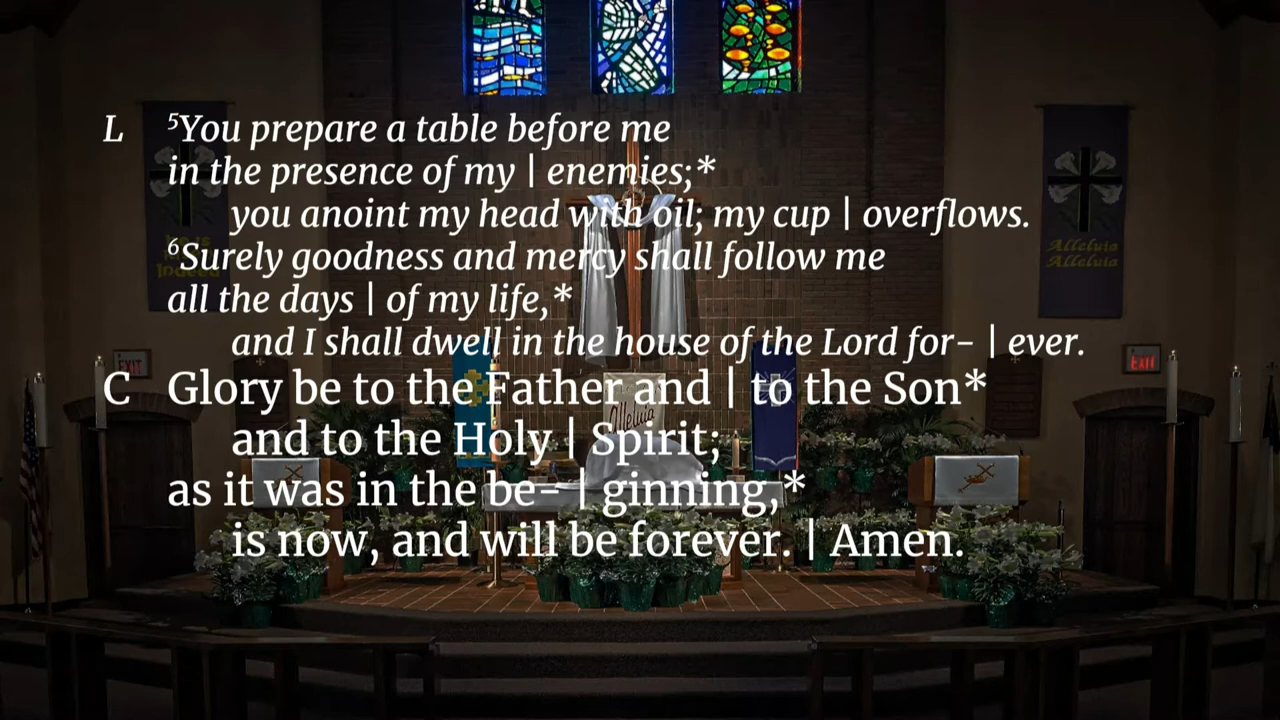 L ⁵You prepare a table before me
in the presence of my | enemies;*
you anoint my head with oil; my cup | overflows.
⁶Surely goodness and mercy shall follow me
all the days | of my life,*
and I shall dwell in the house of the Lord for- | ever.
C Glory be to the Father and | to the Son*
and to the Holy | Spirit;
as it was in the be- | ginning,*
is now, and will be forever. | Amen.
Indeed
Alleluia
Alleluia
EXIT
EXIT
Alleluia